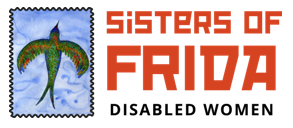 SiSTERS OF
FRIDA
DISABLED WOMEN